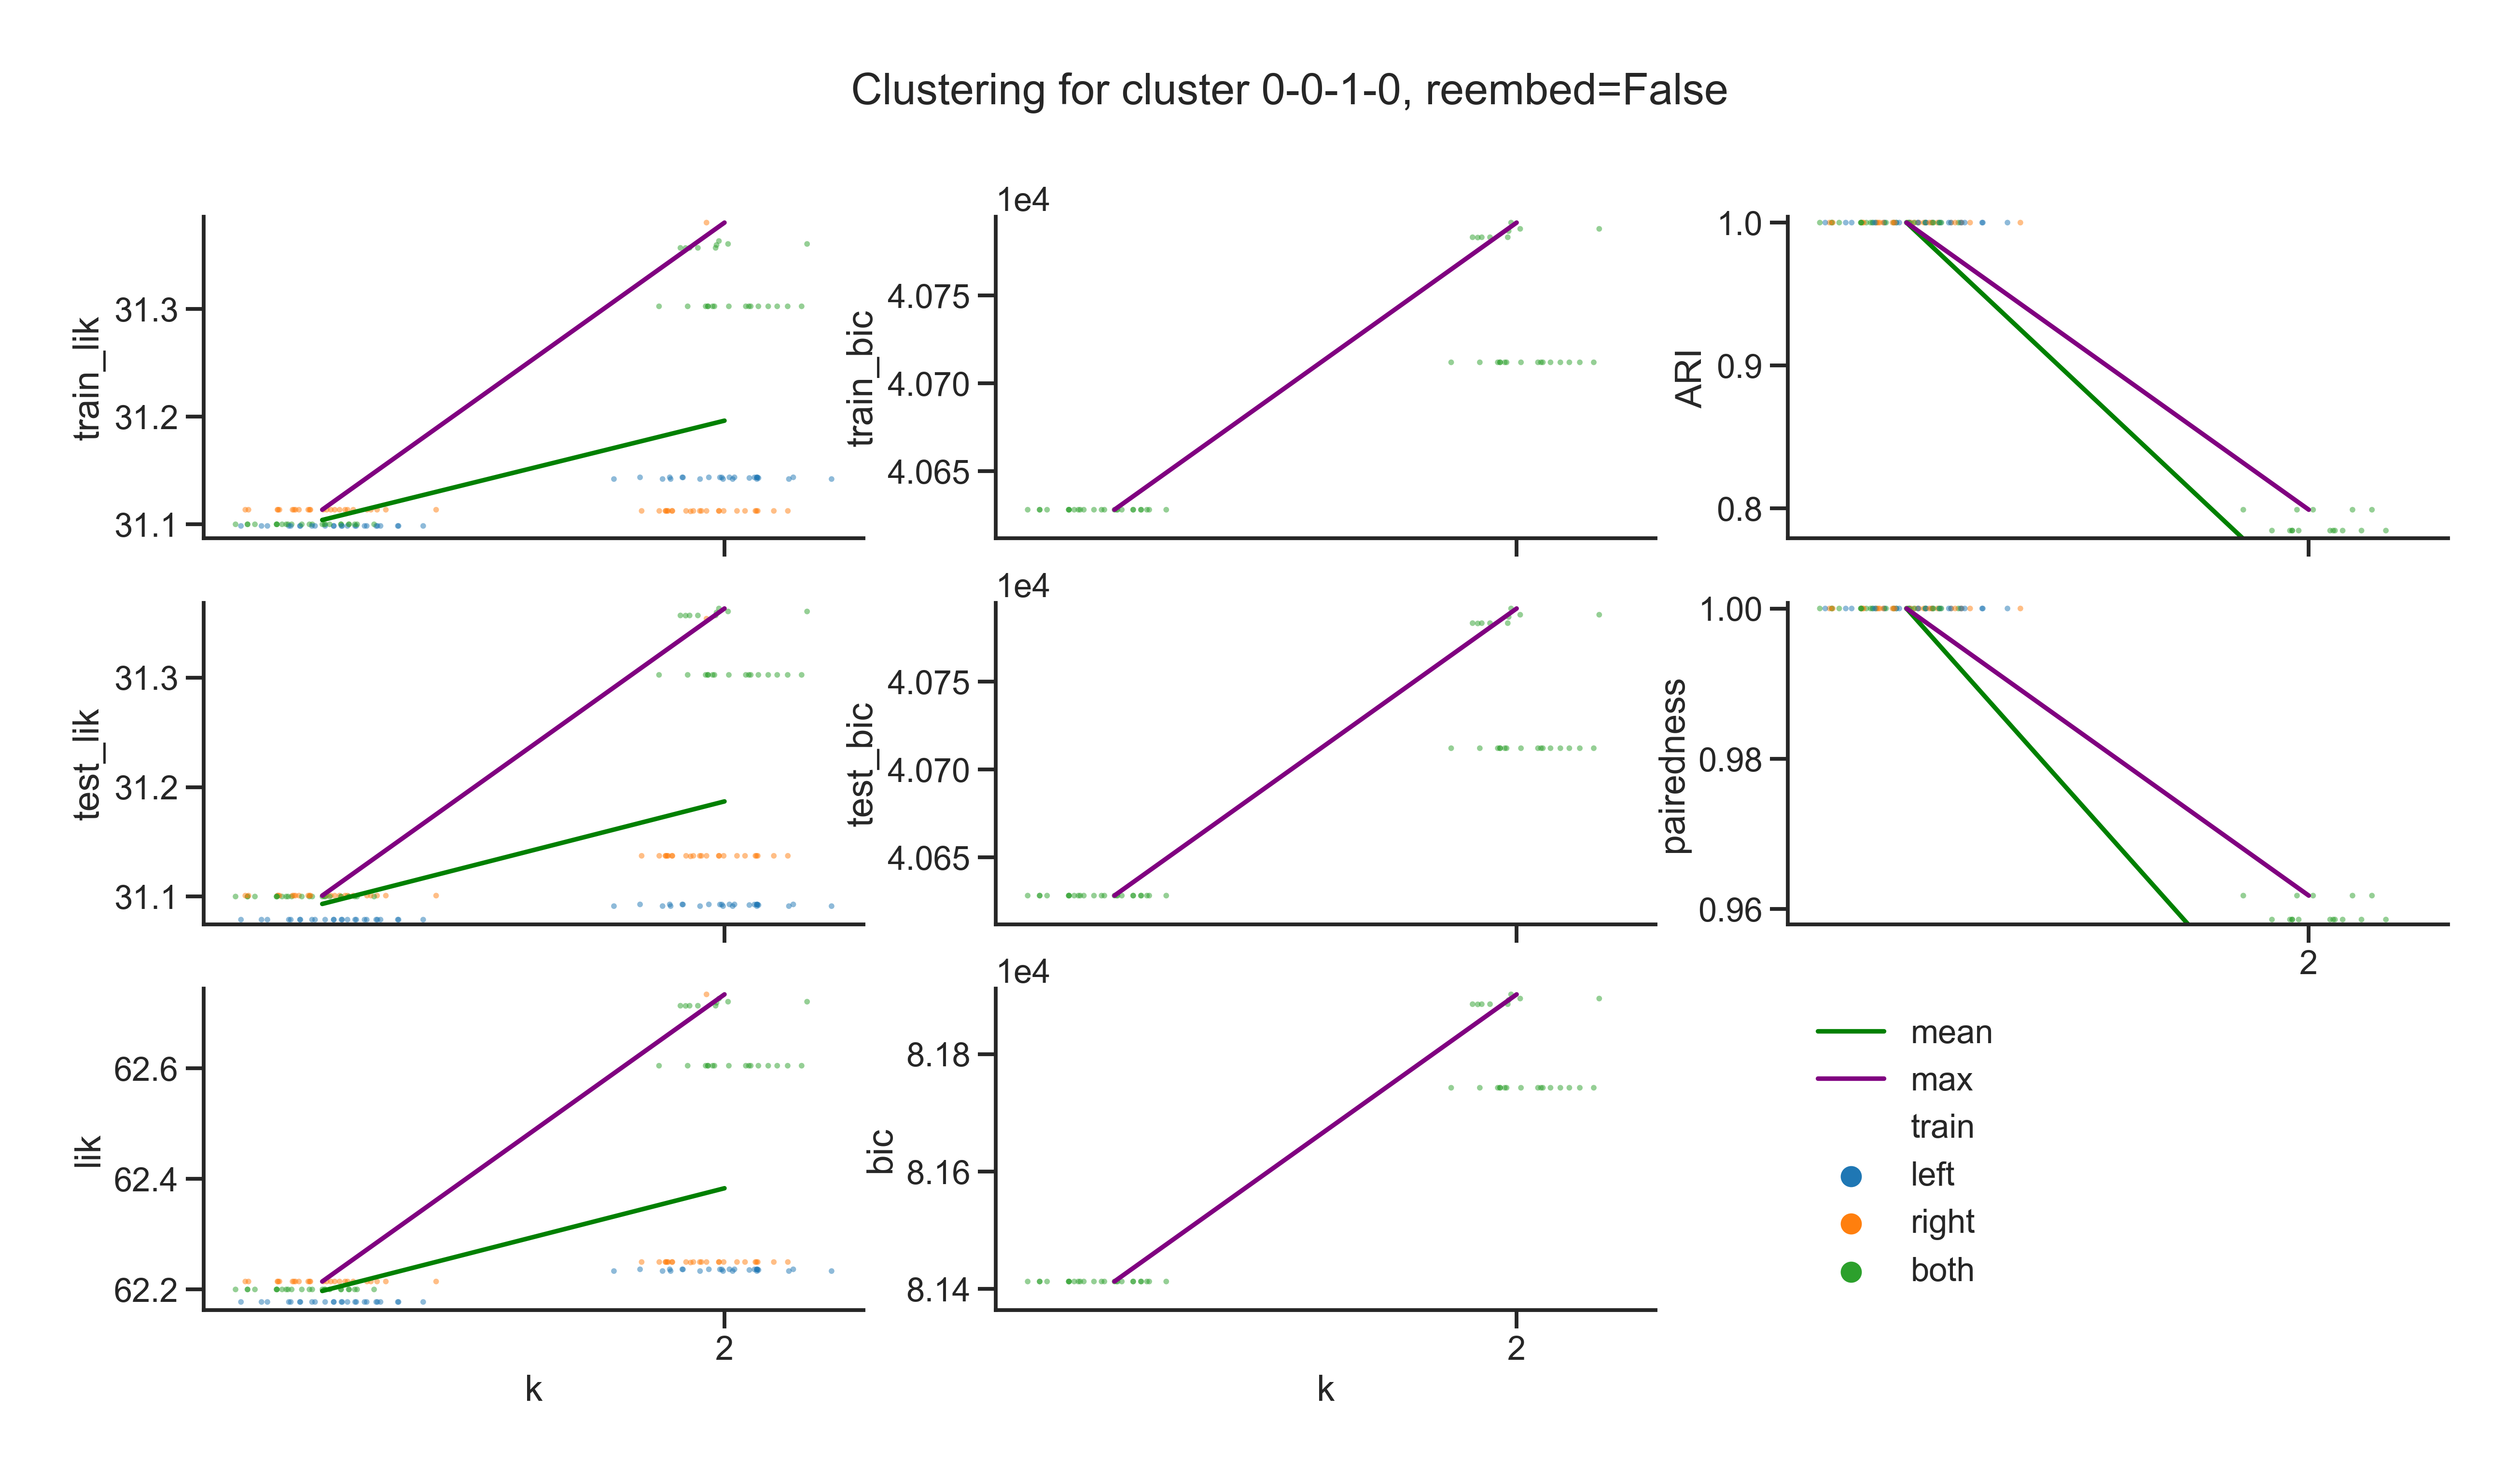 Clustering for cluster 0-0-1-0, reembed=False
train_lik
31.3
31.2
31.1
1e4
train_bic
4.075
4.070
4.065
ARI
1.0
0.9
0.8
test_lik
31.3
31.2
31.1
1e4
test_bic
4.075
4.070
4.065
pairedness
1.00
0.98
0.96
2
lik
62.6
62.4
62.2
2
k
1e4
bic
8.18
8.16
8.14
2
k
mean
max
train
left
right
both